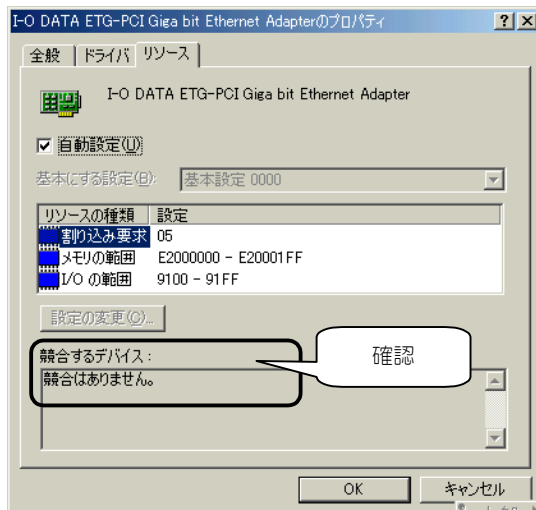 I-O DATA ETG-PCI Giga bit Ethernet Adapterのプロパティ
全般 ドライバ リソース
I-O DATA ETG-PCI Giga bit Ethernet Adapter
自動設定(U)
基本にする設定(B): 基本設定 0000
リソースの種類 設定
割り込み要求 05
メモリの範囲 E2000000 - E20001FF
I/O の範囲 9100 - 91FF
設定の変更(C)...
競合するデバイス:
確認
競合はありません。
OK キャンセル